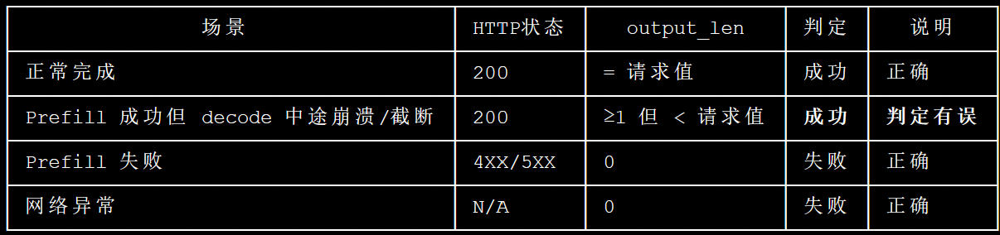 场景 HTTP状态 output_len 判定 说明
正常完成 200 = 请求值 成功 正确
Prefill 成功但 decode 中途崩溃/截断 200 ≥1 但 < 请求值 成功 判定有误
Prefill 失败 4XX/5XX 0 失败 正确
网络异常 N/A 0 失败 正确